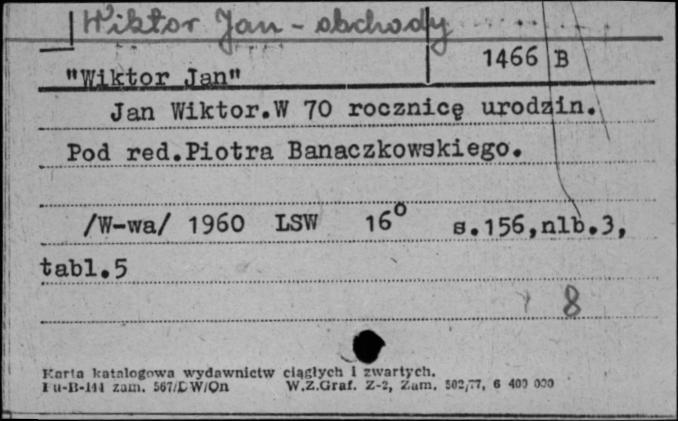 Wiktor Jan - obchody
1466 B
"Wiktor Jan"
Jan Wiktor.W 70 rocznicę urodzin.
Pod red.Piotra Banaczkowskiego.
/W-wa/ 1960 LSW 16° s.156,nlb.3,
tabl.5
8
Karta katalogowa wydawnictw ciągłych i zwartych.
Pu-B-144 zam. 567/DW/On W.Z.Graf. Z-2, Zam. 502/77, 6 400 000